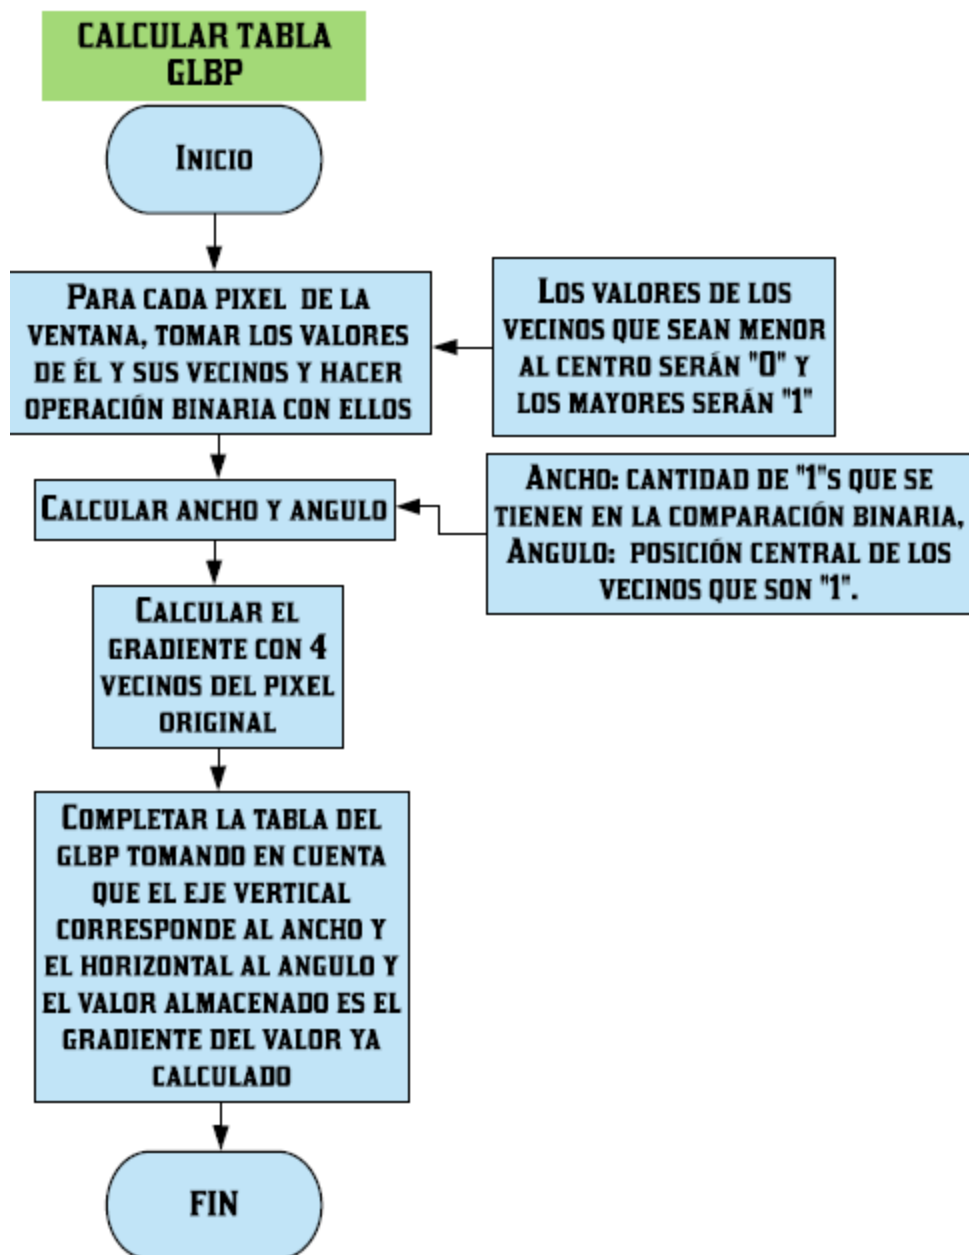 CALCULAR TABLA
GLBP
INICIO
PARA CADA PIXEL DE LA
VENTANA, TOMAR LOS VALORES
DE ÉL Y SUS VECINOS Y HACER
OPERACIÓN BINARIA CON ELLOS
LOS VALORES DE LOS
VECINOS QUE SEAN MENOR
AL CENTRO SERÁN "0" Y
LOS MAYORES SERÁN "1"
CALCULAR ANCHO Y ANGULO
ANCHO: CANTIDAD DE "1"S QUE SE
TIENEN EN LA COMPARACIÓN BINARIA,
ANGULO: POSICIÓN CENTRAL DE LOS
VECINOS QUE SON "1".
CALCULAR EL
GRADIENTE CON 4
VECINOS DEL PIXEL
ORIGINAL
COMPLETAR LA TABLA DEL
GLBP TOMANDO EN CUENTA
QUE EL EJE VERTICAL
CORRESPONDE AL ANCHO Y
EL HORIZONTAL AL ANGULO Y
EL VALOR ALMACENADO ES EL
GRADIENTE DEL VALOR YA
CALCULADO
FIN